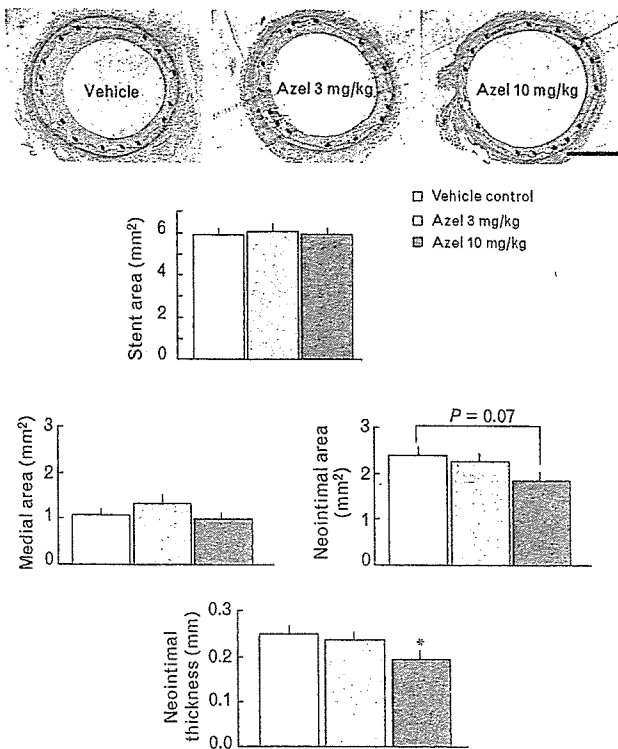 Vehicle
Azel 3 mg/kg
Azel 10 mg/kg
Vehicle control
Azel 3 mg/kg
Azel 10 mg/kg
Stent area (mm²)
6
4
2
0
Medial area (mm²)
3
2
1
0
Neointimal area
(mm²)
3
2
1
0
P = 0.07
Neointimal
thickness (mm)
0.3
0.2
0.1
0.0
*